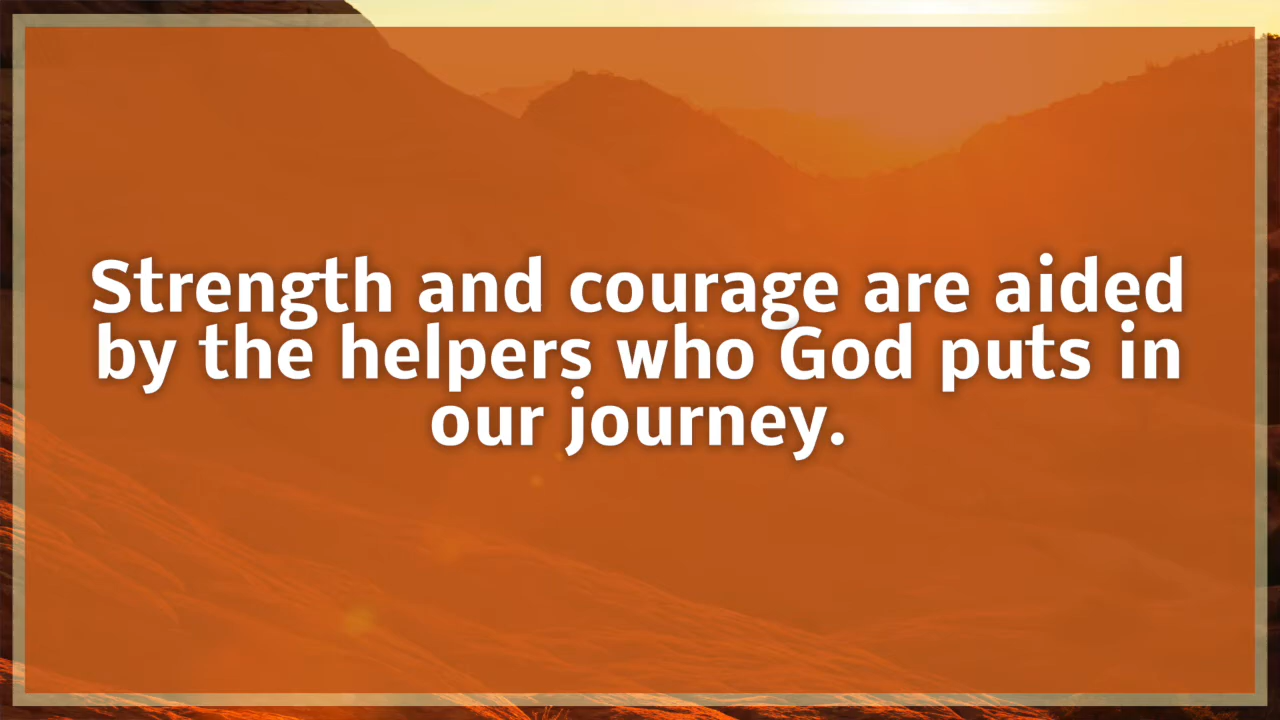 Strength and courage are aided
by the helpers who God puts in
our journey.